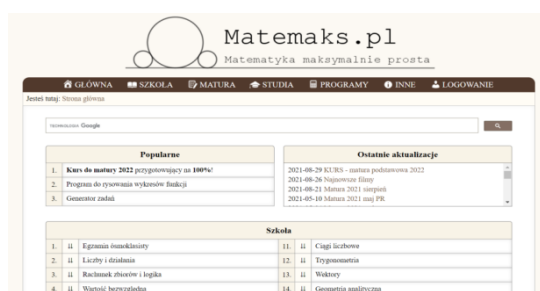 Matemaks.pl
Matematyka maksymalnie prosta
GŁÓWNA SZKOŁA MATURA STUDIA PROGRAMY INNE LOGOWANIE
Jesteś tutaj: Strona główna
Google
Popularne
1. Kurs do matury 2022 przygotowujący na 100%!
2. Program do rysowania wykresów funkcji
3. Generator zadań
Ostatnie aktualizacje
2021-08-29 KURS - matura podstawowa 2022
2021-08-26 Najnowsze filmy
2021-08-21 Matura 2021 sierpień
2021-05-10 Matura 2021 maj PR
Szkoła
1. Egzamin ósmoklasisty
2. Liczby i działania
3. Rachunek zbiorów i logika
4. Wartość bezwzględna
11. Ciągi liczbowe
12. Trygonometria
13. Wektory
14. Geometria analityczna